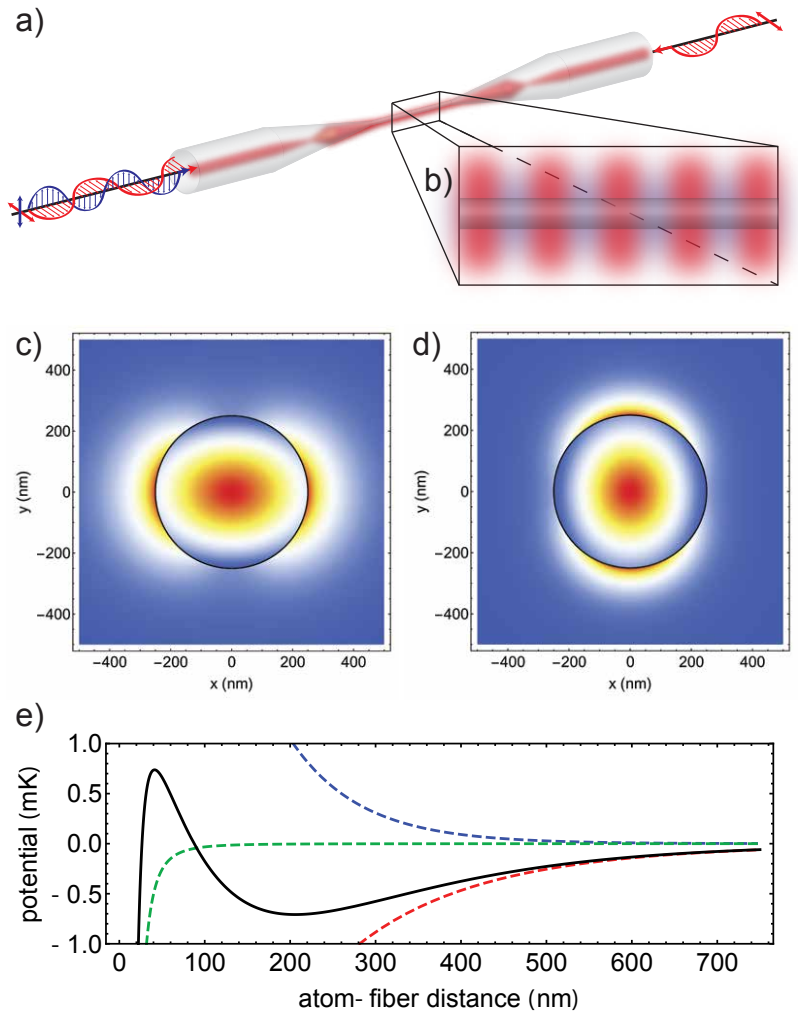 a)
b)
c)
d)
400
200
0
−200
−400
y (nm)
−400 −200 0 200 400
x (nm)
400
200
0
−200
−400
y (nm)
−400 −200 0 200 400
x (nm)
e)
1.0
0.5
0.0
- 0.5
- 1.0
potential (mK)
0 100 200 300 400 500 600 700
atom- fiber distance (nm)